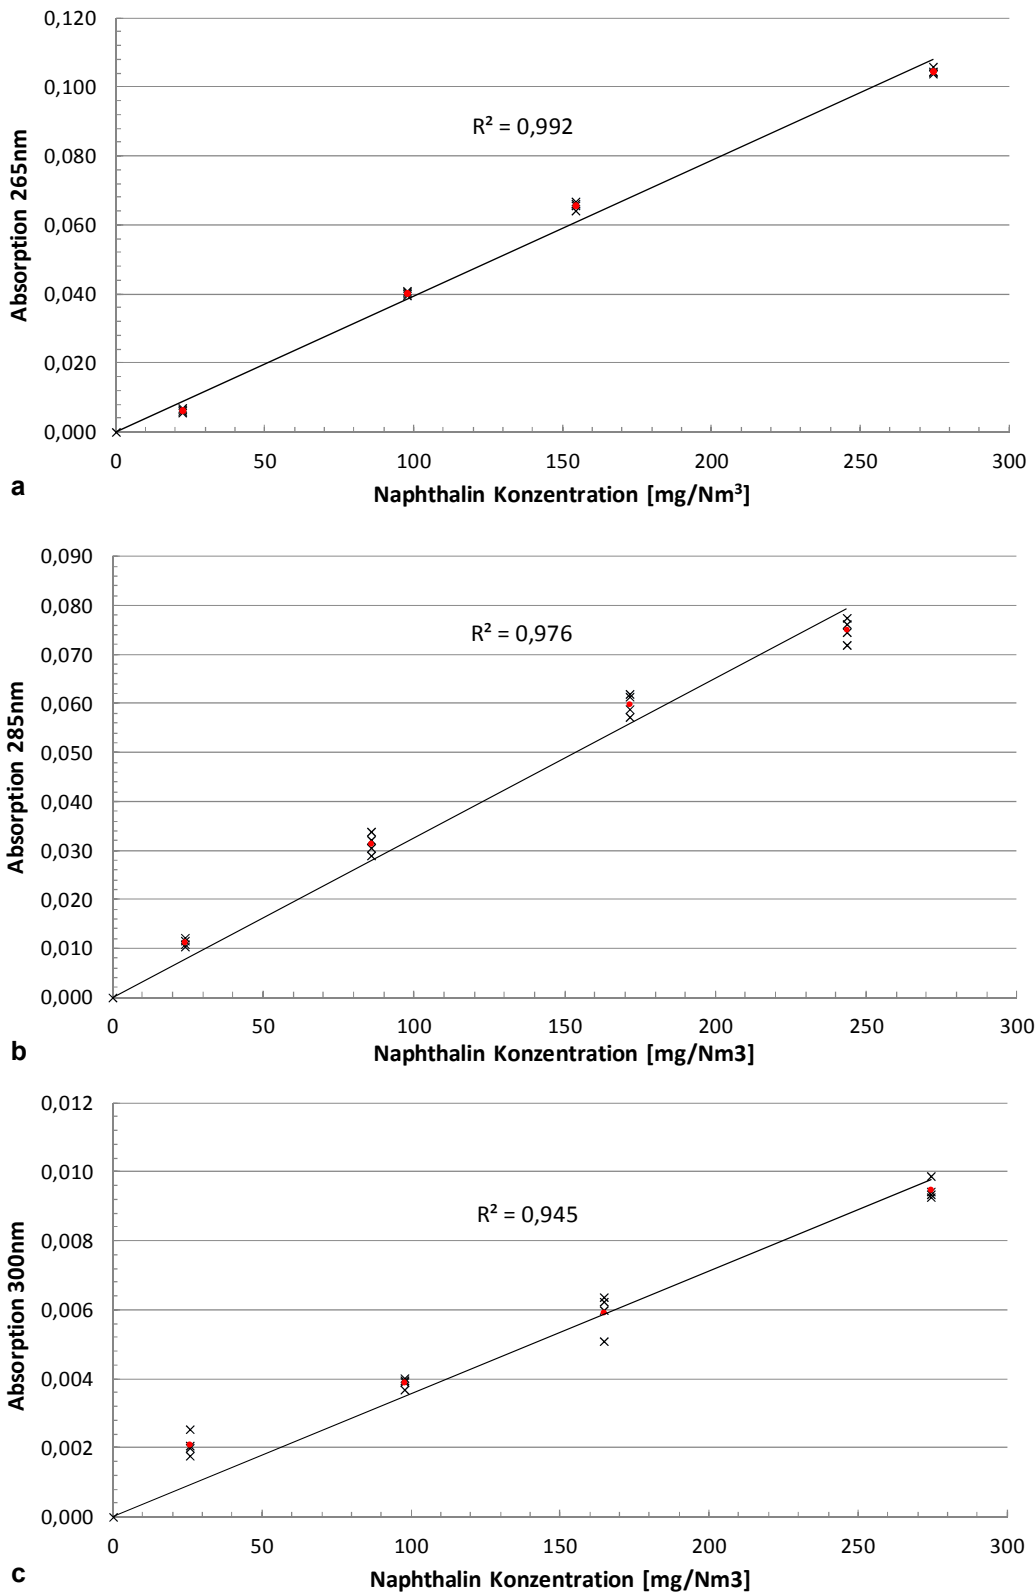 0,120
0,100
R² = 0,992
0,080
0,060
0,040
0,020
0,000
Absorption 265nm
0 50 100 150 200 250 300
a
Naphthalin Konzentration [mg/Nm³]
0,090
0,080
0,070
R² = 0,976
0,060
0,050
0,040
0,030
0,020
0,010
0,000
Absorption 285nm
0 50 100 150 200 250 300
b
Naphthalin Konzentration [mg/Nm3]
0,012
0,010
R² = 0,945
0,008
0,006
0,004
0,002
0,000
Absorption 300nm
0 50 100 150 200 250 300
c
Naphthalin Konzentration [mg/Nm3]